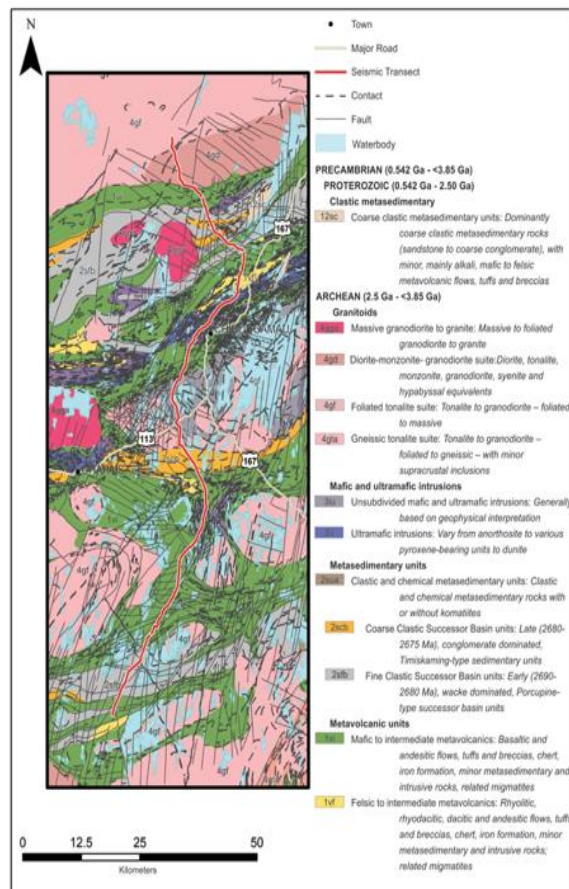 N
4gf
4gd
167
2sfb
113
167
4gf
4gf
4gf
4gf
4gf
4gf
0 12.5 25 50
Kilometers
Town
Major Road
Seismic Transect
Contact
Fault
Waterbody
PRECAMBRIAN (0.542 Ga - <3.85 Ga)
PROTEROZOIC (0.542 Ga - 2.50 Ga)
Clastic metasedimentary
12sc Coarse clastic metasedimentary units: Dominantly
coarse clastic metasedimentary rocks
(sandstone to coarse conglomerate), with
minor, mainly alkali, mafic to felsic
metavolcanic flows, tuffs and breccias
ARCHEAN (2.5 Ga - <3.85 Ga)
Granitoids
Massive granodiorite to granite: Massive to foliated
granodiorite to granite
4gd Diorite-monzonite- granodiorite suite:Diorite, tonalite,
monzonite, granodiorite, syenite and
hypabyssal equivalents
4gf Foliated tonalite suite: Tonalite to granodiorite – foliated
to massive
4gta Gneissic tonalite suite: Tonalite to granodiorite –
foliated to gneissic – with minor
supracrustal inclusions
Mafic and ultramafic intrusions
3u Unsubdivided mafic and ultramafic intrusions: Generally
based on geophysical interpretation
Ultramafic intrusions: Vary from anorthosite to various
pyroxene-bearing units to dunite
Metasedimentary units
Clastic and chemical metasedimentary units: Clastic
and chemical metasedimentary rocks with
or without komatiites
2scb Coarse Clastic Successor Basin units: Late (2680-
2675 Ma), conglomerate dominated,
Timiskaming-type sedimentary units
2sfb Fine Clastic Successor Basin units: Early (2690-
2680 Ma), wacke dominated, Porcupine-
type successor basin units
Metavolcanic units
Mafic to intermediate metavolcanics: Basaltic and
andesitic flows, tuffs and breccias, chert,
iron formation, minor metasedimentary and
intrusive rocks, related migmatites
1vf Felsic to intermediate metavolcanics: Rhyolitic,
rhyodacitic, dacitic and andesitic flows, tuffs
and breccias, chert, iron formation, minor
metasedimentary and intrusive rocks;
related migmatites